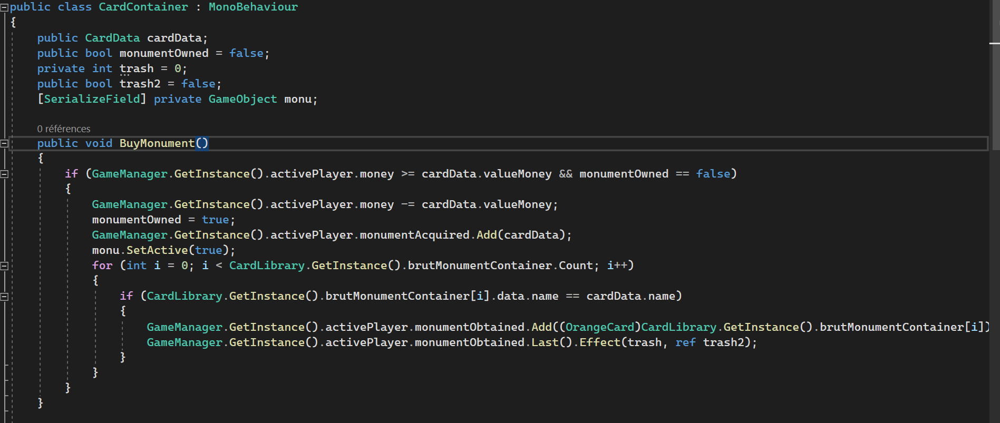 public class CardContainer : MonoBehaviour
{
    public CardData cardData;
    public bool monumentOwned = false;
    private int trash = 0;
    public bool trash2 = false;
    [SerializeField] private GameObject monu;

    0 références
    public void BuyMonument()
    {
        if (GameManager.GetInstance().activePlayer.money >= cardData.valueMoney && monumentOwned == false)
        {
            GameManager.GetInstance().activePlayer.money -= cardData.valueMoney;
            monumentOwned = true;
            GameManager.GetInstance().activePlayer.monumentAcquired.Add(cardData);
            monu.SetActive(true);
            for (int i = 0; i < CardLibrary.GetInstance().brutMonumentContainer.Count; i++)
            {
                if (CardLibrary.GetInstance().brutMonumentContainer[i].data.name == cardData.name)
                {
                    GameManager.GetInstance().activePlayer.monumentObtained.Add((OrangeCard)CardLibrary.GetInstance().brutMonumentContainer[i])
                    GameManager.GetInstance().activePlayer.monumentObtained.Last().Effect(trash, ref trash2);
                }
            }
        }
    }